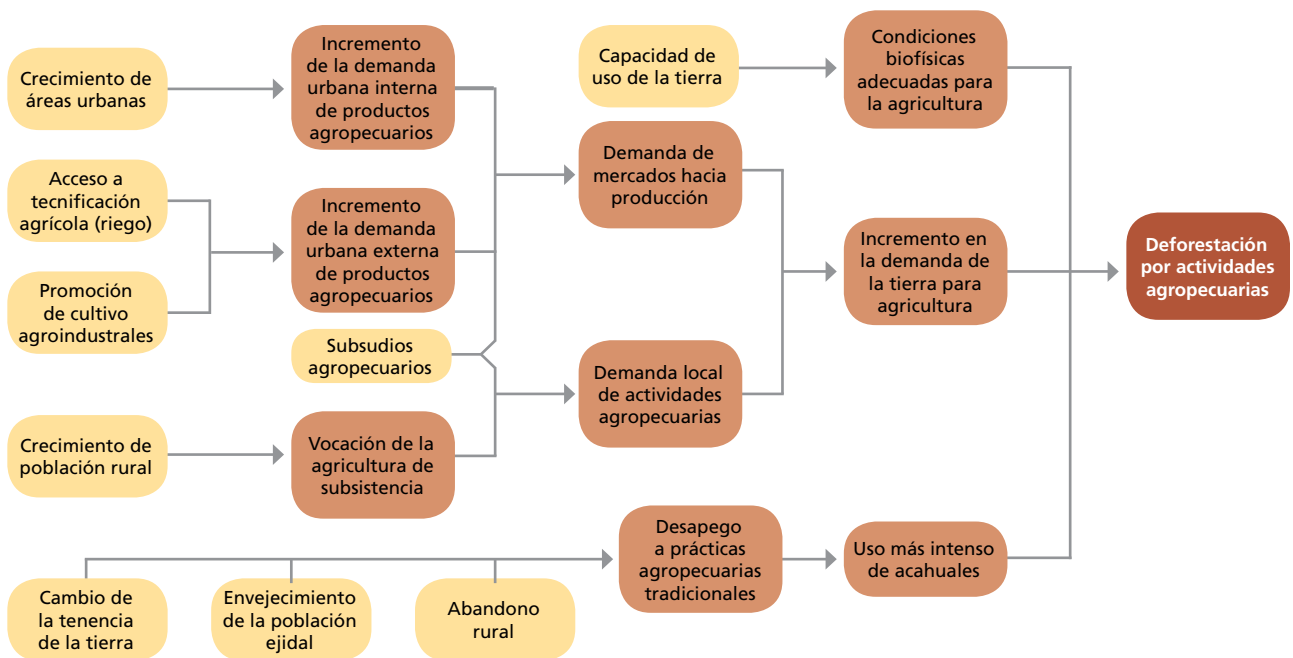 Crecimiento de
áreas urbanas
Incremento
de la demanda
urbana interna
de productos
agropecuarios
Capacidad de
uso de la tierra
Condiciones
biofísicas
adecuadas para
la agricultura
Acceso a
tecnificación
agrícola (riego)
Promoción
de cultivo
agroindustriales
Incremento
de la demanda
urbana externa
de productos
agropecuarios
Demanda de
mercados hacia
producción
Incremento en
la demanda de
la tierra para
agricultura
Deforestación
por actividades
agropecuarias
Subsudios
agropecuarios
Demanda local
de actividades
agropecuarias
Crecimiento de
población rural
Vocación de la
agricultura de
subsistencia
Desapego
a prácticas
agropecuarias
tradicionales
Uso más intenso
de acahuales
Cambio de
la tenencia
de la tierra
Envejecimiento
de la población
ejidal
Abandono
rural